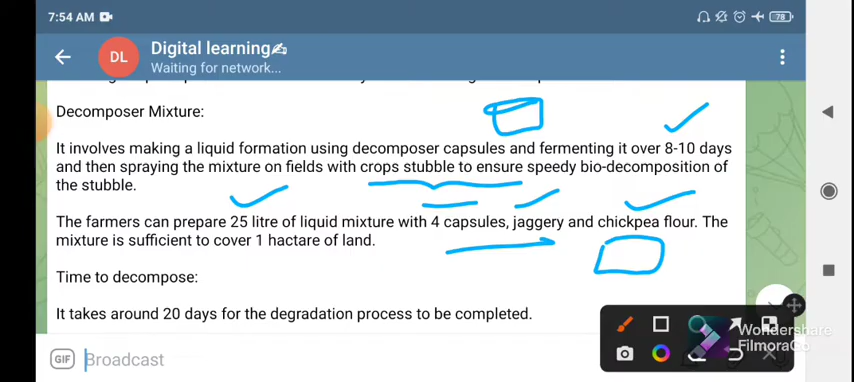 7:54 AM
78
DL
Digital learning✍
Waiting for network...
Decomposer Mixture:
It involves making a liquid formation using decomposer capsules and fermenting it over 8-10 days
and then spraying the mixture on fields with crops stubble to ensure speedy bio-decomposition of
the stubble.
The farmers can prepare 25 litre of liquid mixture with 4 capsules, jaggery and chickpea flour. The
mixture is sufficient to cover 1 hactare of land.
Time to decompose:
It takes around 20 days for the degradation process to be completed.
GIF
Broadcast
Wondershare
FilmoraGo